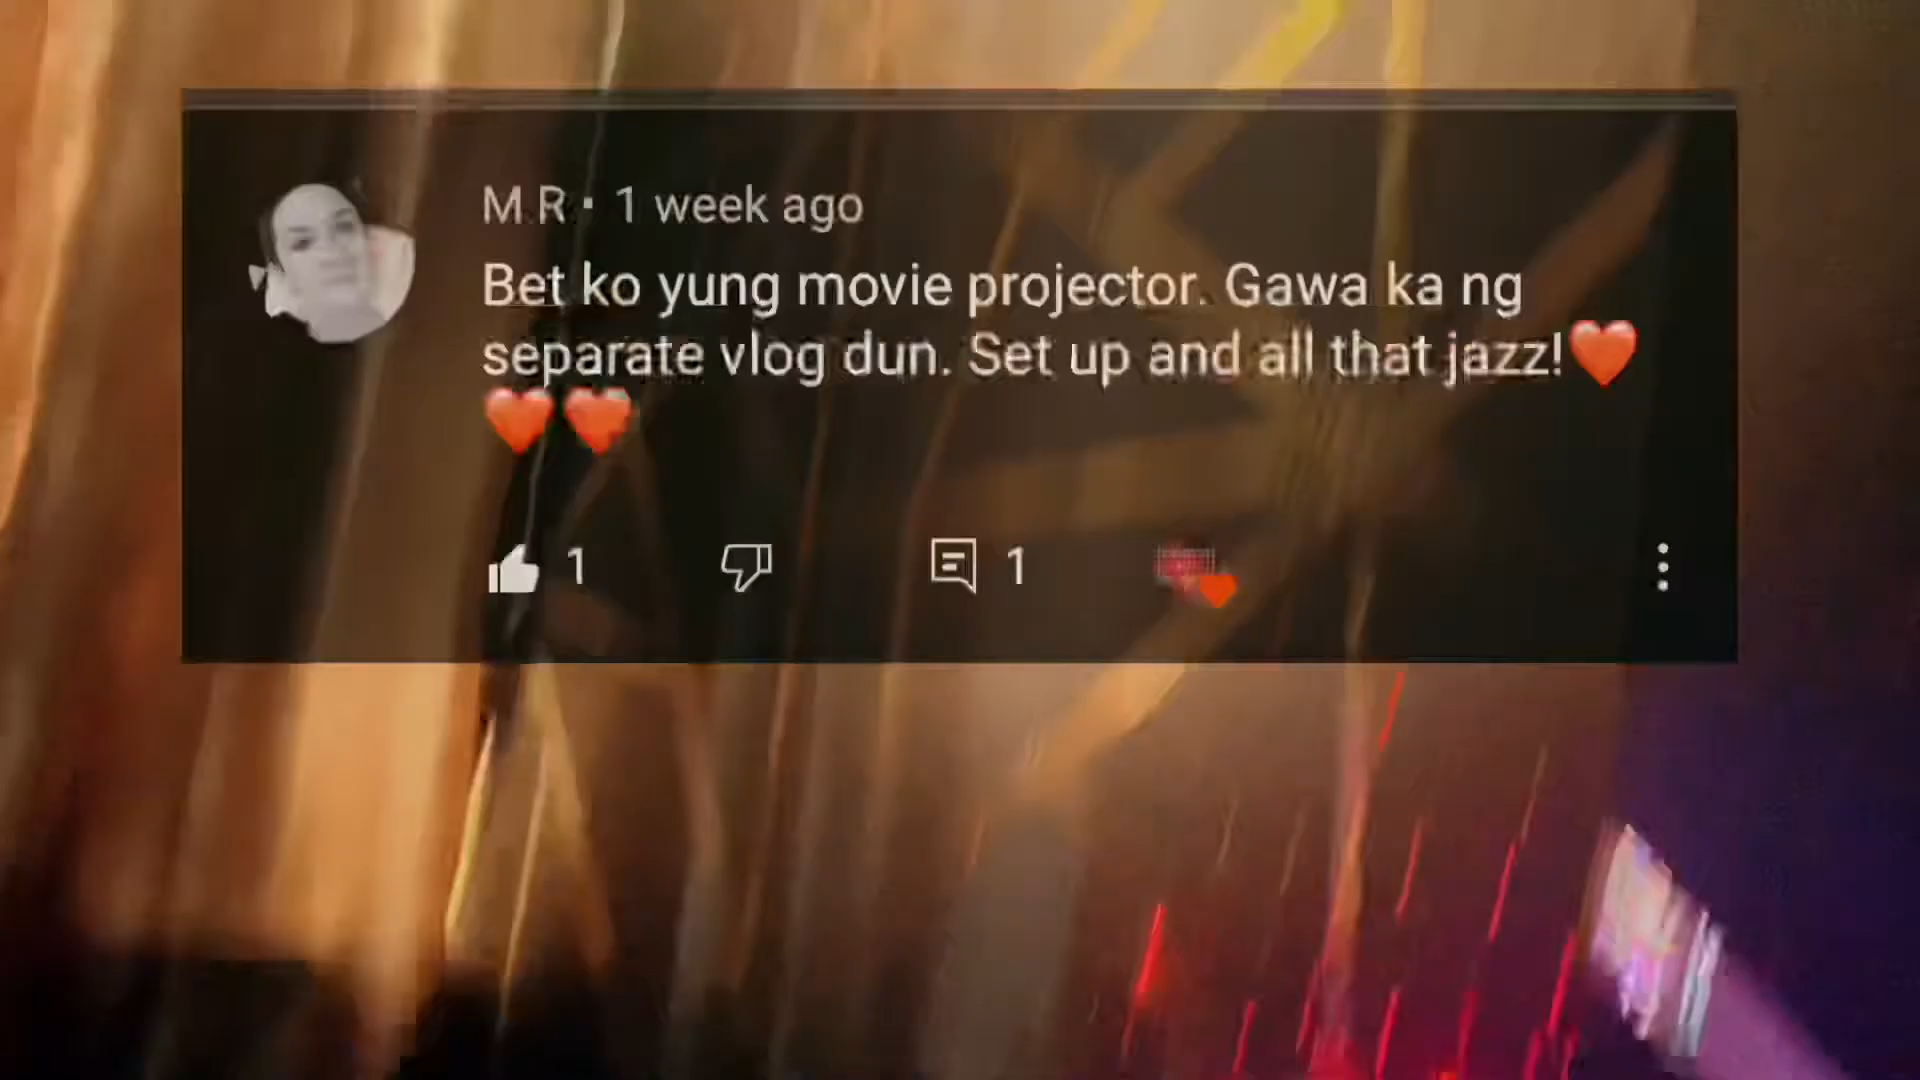 M.R · 1 week ago
Bet ko yung movie projector. Gawa ka ng
separate vlog dun. Set up and all that jazz!❤️
❤️❤️
1 1